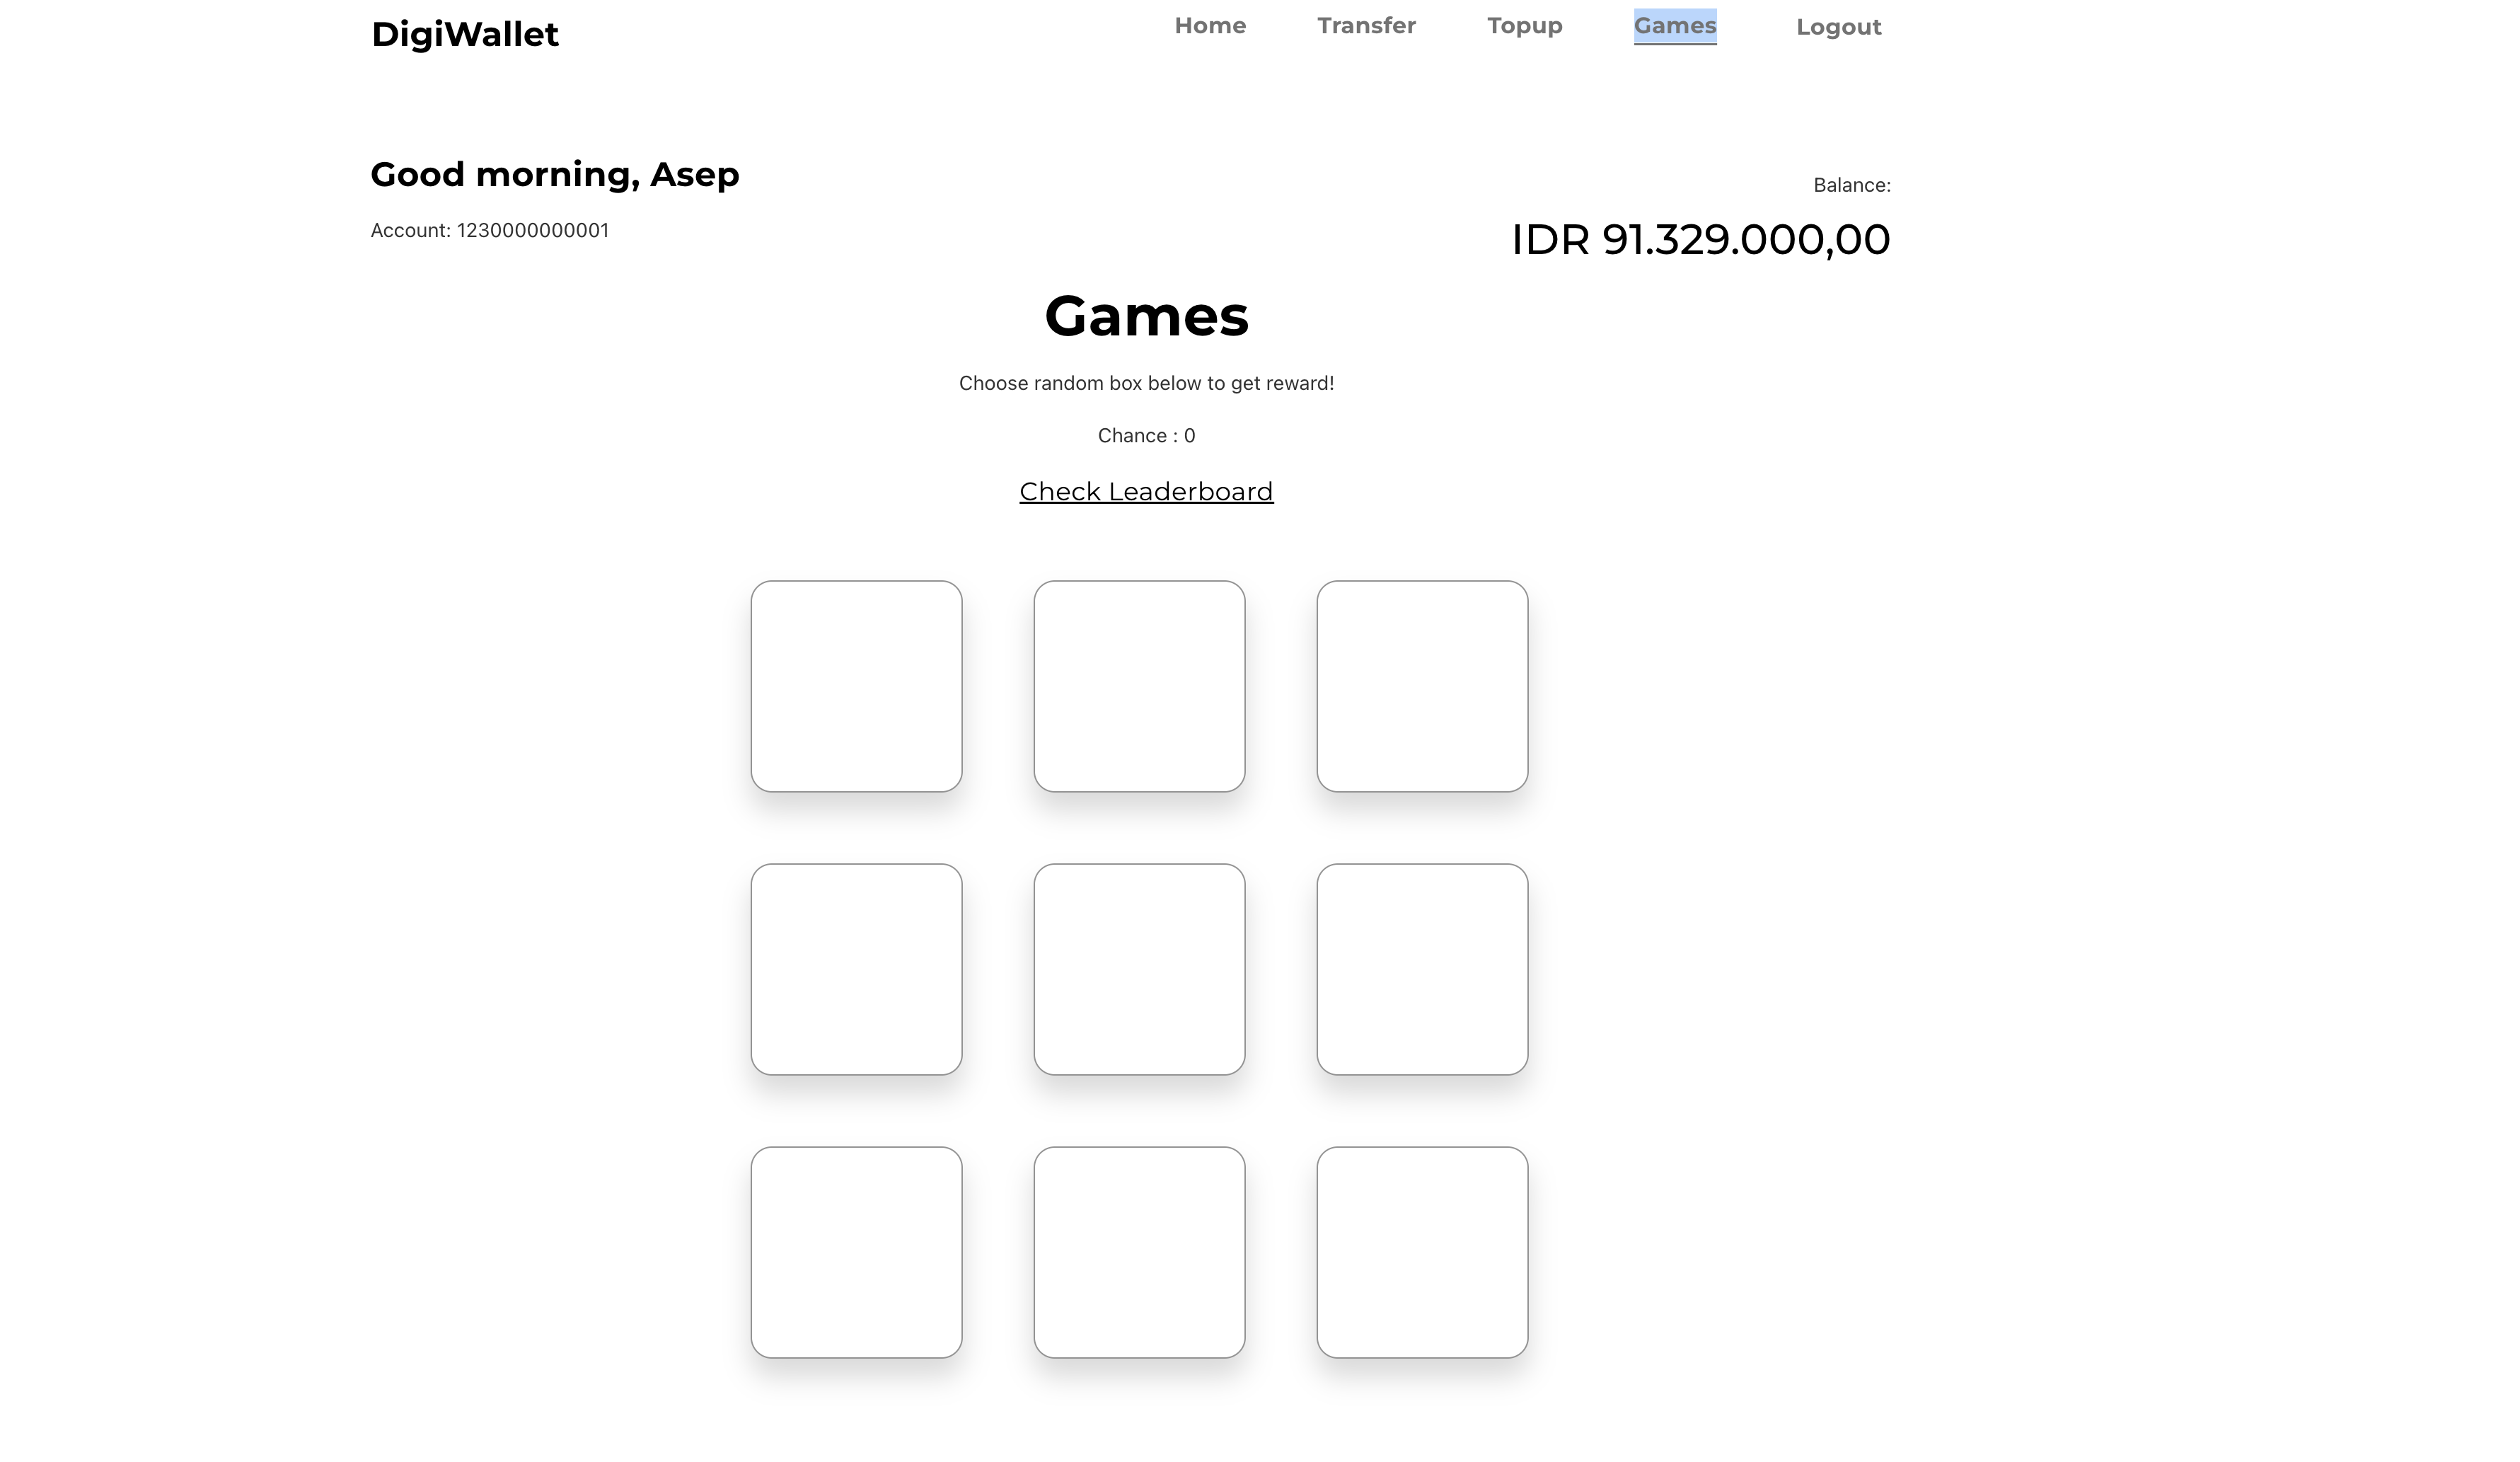 DigiWallet
Home Transfer Topup Games Logout
Good morning, Asep
Account: 1230000000001
Balance:
IDR 91.329.000,00
Games
Choose random box below to get reward!
Chance : 0
Check Leaderboard